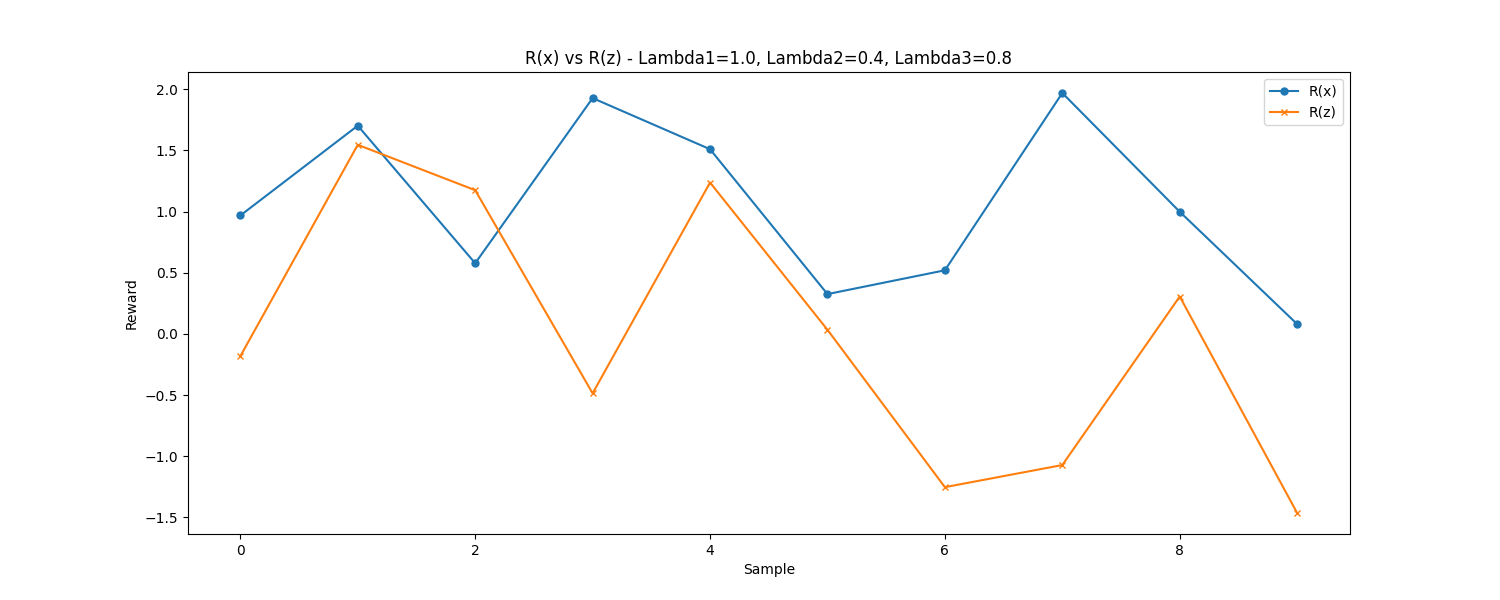 R(x) vs R(z) - Lambda1=1.0, Lambda2=0.4, Lambda3=0.8
R(x)
R(z)
2.0
1.5
1.0
0.5
0.0
−0.5
−1.0
−1.5
Reward
0 2 4 6 8
Sample